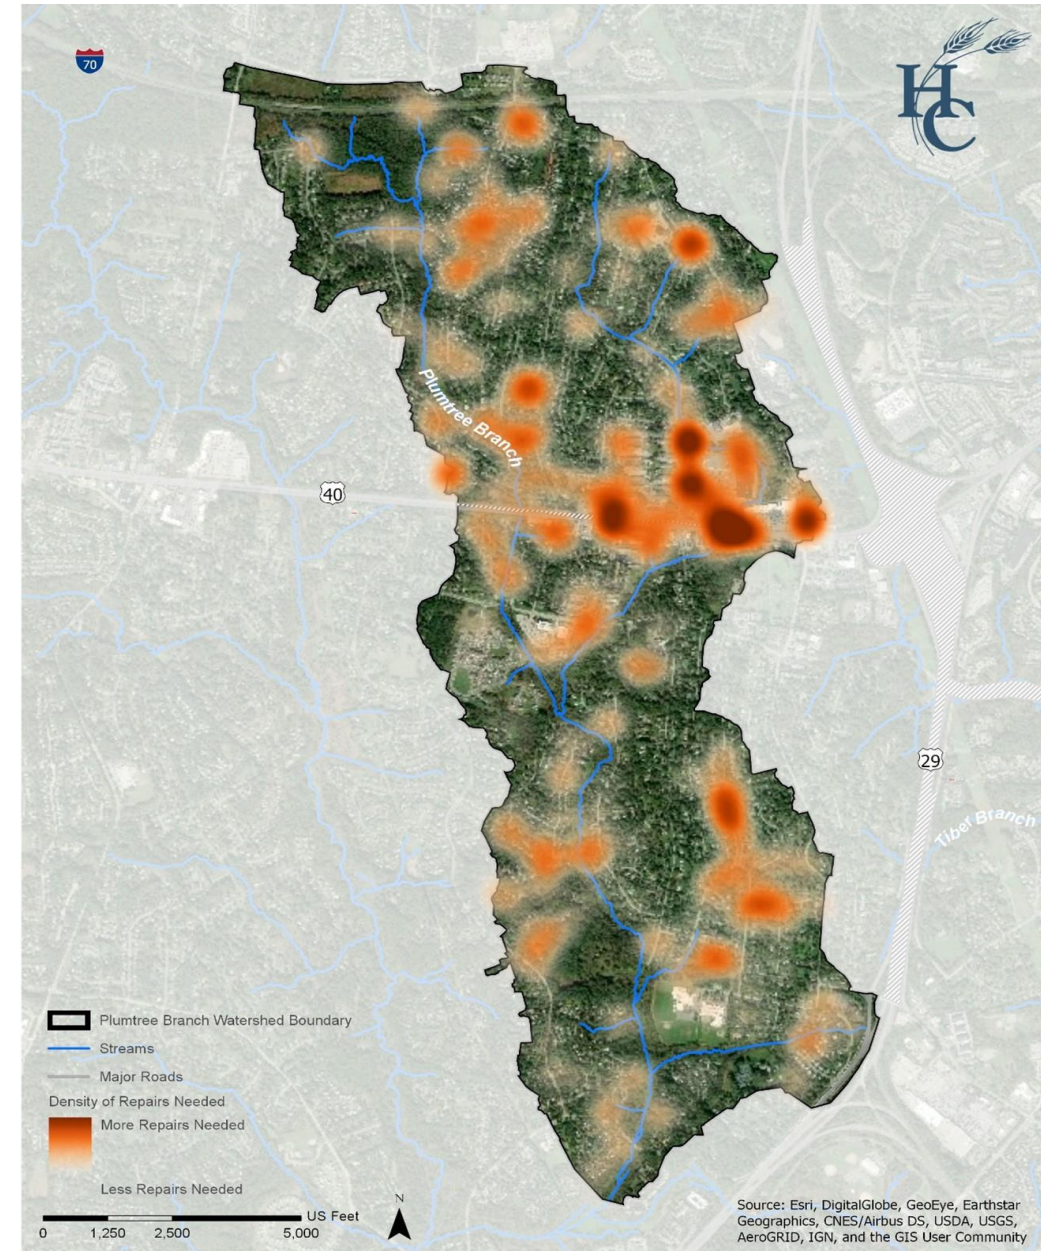 70
HC
Plumtree Branch
40
29
Tiber Branch
Plumtree Branch Watershed Boundary
Streams
Major Roads
Density of Repairs Needed
More Repairs Needed
Less Repairs Needed
US Feet
0 1,250 2,500 5,000
N
Source: Esri, DigitalGlobe, GeoEye, Earthstar
Geographics, CNES/Airbus DS, USDA, USGS,
AeroGRID, IGN, and the GIS User Community